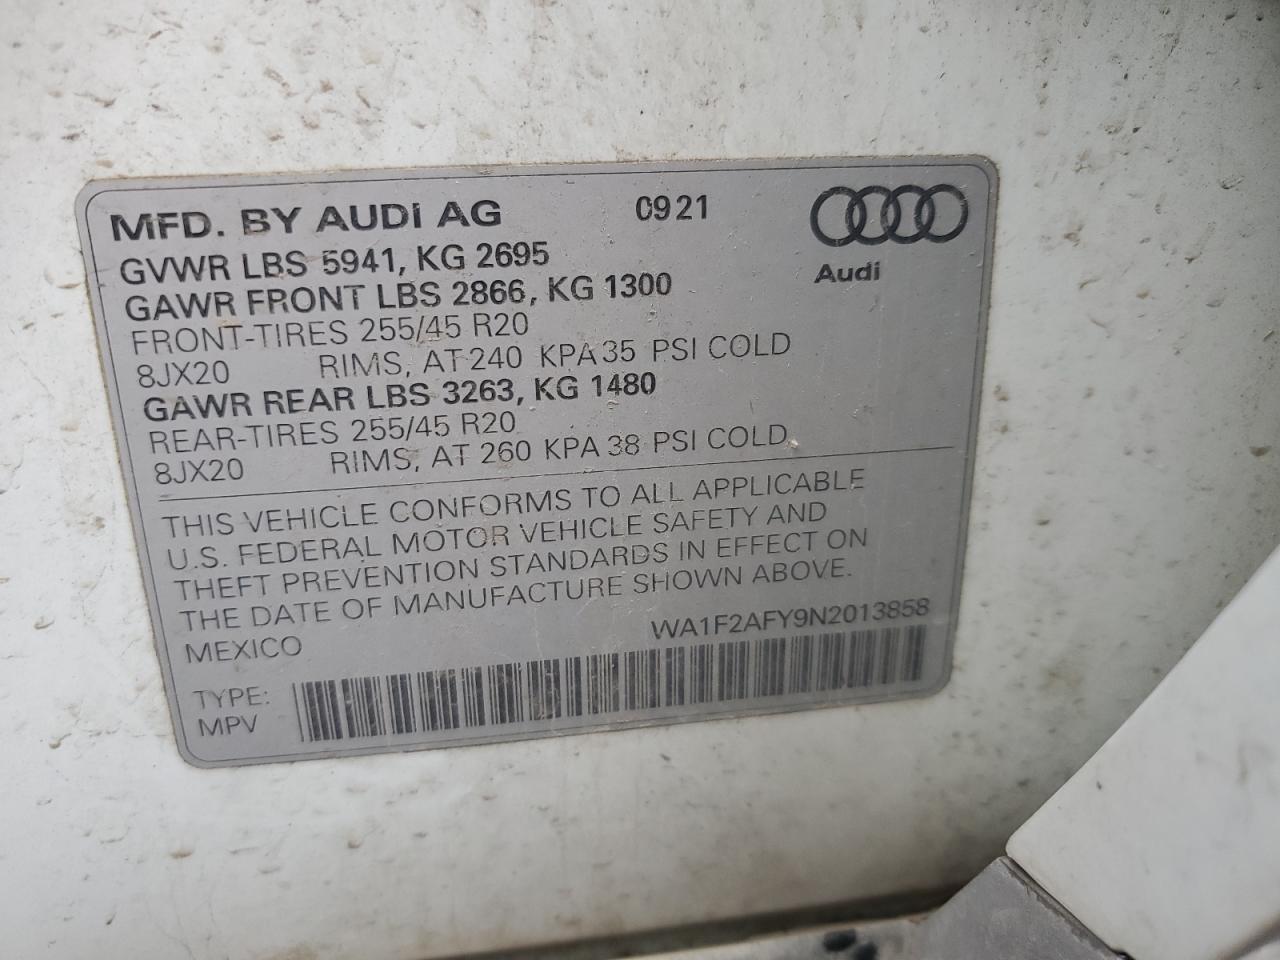 MFD. BY AUDI AG 0921
Audi
GVWR LBS 5941, KG 2695
GAWR FRONT LBS 2866, KG 1300
FRONT-TIRES 255/45 R20
8JX20 RIMS, AT 240 KPA 35 PSI COLD
GAWR REAR LBS 3263, KG 1480
REAR-TIRES 255/45 R20
8JX20 RIMS, AT 260 KPA 38 PSI COLD
THIS VEHICLE CONFORMS TO ALL APPLICABLE
U.S. FEDERAL MOTOR VEHICLE SAFETY AND
THEFT PREVENTION STANDARDS IN EFFECT ON
THE DATE OF MANUFACTURE SHOWN ABOVE.
MEXICO WA1F2AFY9N2013858
TYPE:
MPV